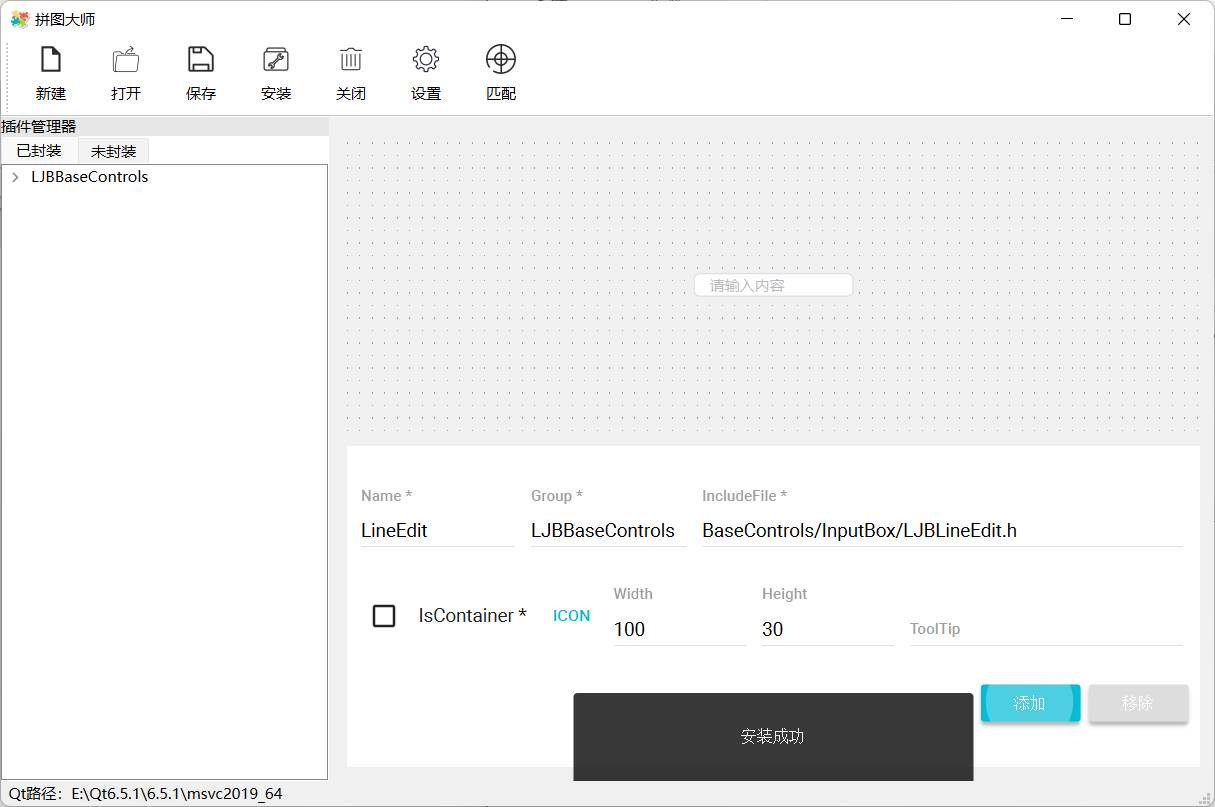 拼图大师
新建 打开 保存 安装 关闭 设置 匹配
插件管理器
已封装 未封装
LJBBaseControls
请输入内容
Name * Group * IncludeFile *
LineEdit LJBBaseControls BaseControls/InputBox/LJBLineEdit.h
Width Height
IsContainer * ICON 100 30 ToolTip
添加 移除
安装成功
Qt路径：E:\Qt6.5.1\6.5.1\msvc2019_64